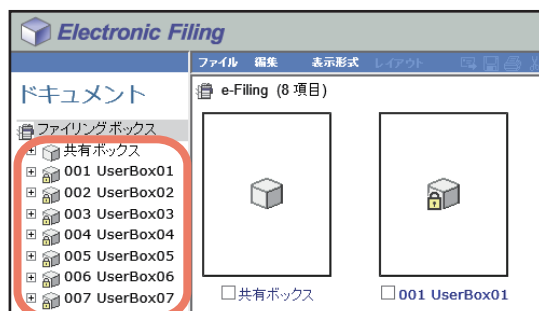 Electronic Filing
ファイル 編集 表示形式 レイアウト
ドキュメント
e-Filing (8 項目)
ファイリングボックス
共有ボックス
001 UserBox01
002 UserBox02
003 UserBox03
004 UserBox04
005 UserBox05
006 UserBox06
007 UserBox07
共有ボックス
001 UserBox01